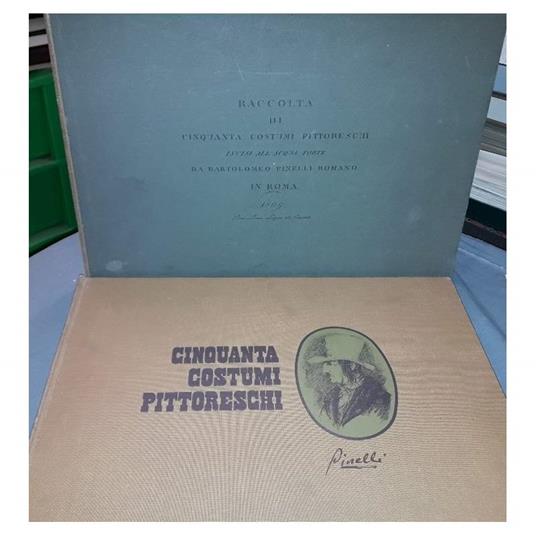 RACCOLTA
DI
CINQUANTA COSTUMI PITTORESCHI
INCISI ALL'ACQUA FORTE
DA BARTOLOMEO PINELLI ROMANO
IN ROMA
1809
CINQUANTA
COSTUMI
PITTORESCHI
Pinelli